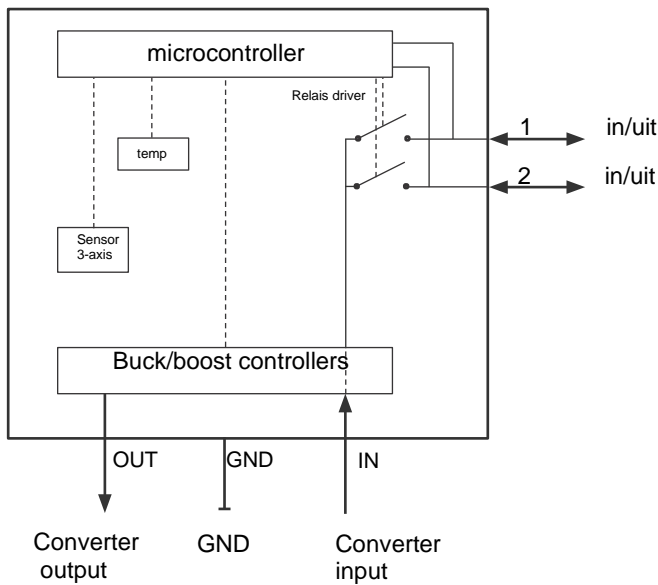 microcontroller
Relais driver
1
in/uit
temp
2
in/uit
Sensor
3-axis
Buck/boost controllers
OUT
GND
IN
Converter
output
GND
Converter
input